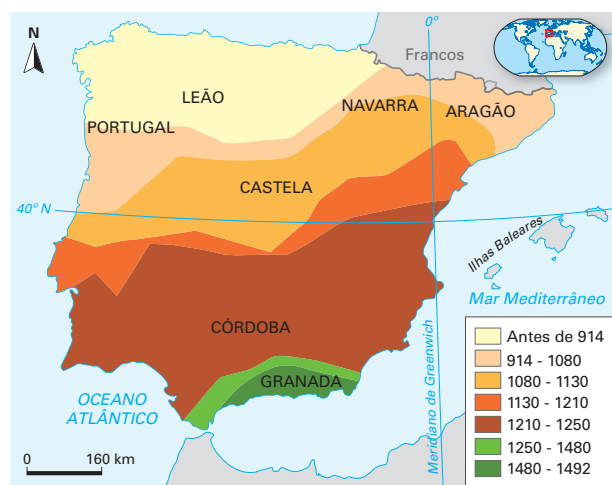 N
0°
Francos
LEÃO
NAVARRA
ARAGÃO
PORTUGAL
CASTELA
40° N
Ilhas Baleares
Mar Mediterrâneo
CÓRDOBA
GRANADA
Meridiano de Greenwich
OCEANO
ATLÂNTICO
0 160 km
Antes de 914
914 - 1080
1080 - 1130
1130 - 1210
1210 - 1250
1250 - 1480
1480 - 1492